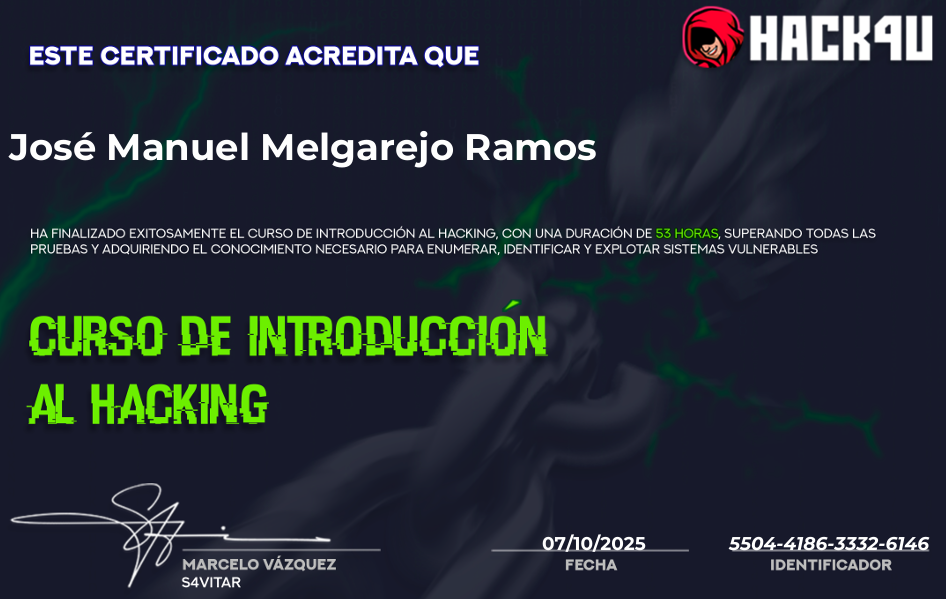 ESTE CERTIFICADO ACREDITA QUE
HACK4U
José Manuel Melgarejo Ramos
HA FINALIZADO EXITOSAMENTE EL CURSO DE INTRODUCCIÓN AL HACKING, CON UNA DURACIÓN DE 53 HORAS, SUPERANDO TODAS LAS
PRUEBAS Y ADQUIRIENDO EL CONOCIMIENTO NECESARIO PARA ENUMERAR, IDENTIFICAR Y EXPLOTAR SISTEMAS VULNERABLES
CURSO DE INTRODUCCIÓN
AL HACKING
07/10/2025
5504-4186-3332-6146
MARCELO VÁZQUEZ
FECHA
IDENTIFICADOR
S4VITAR